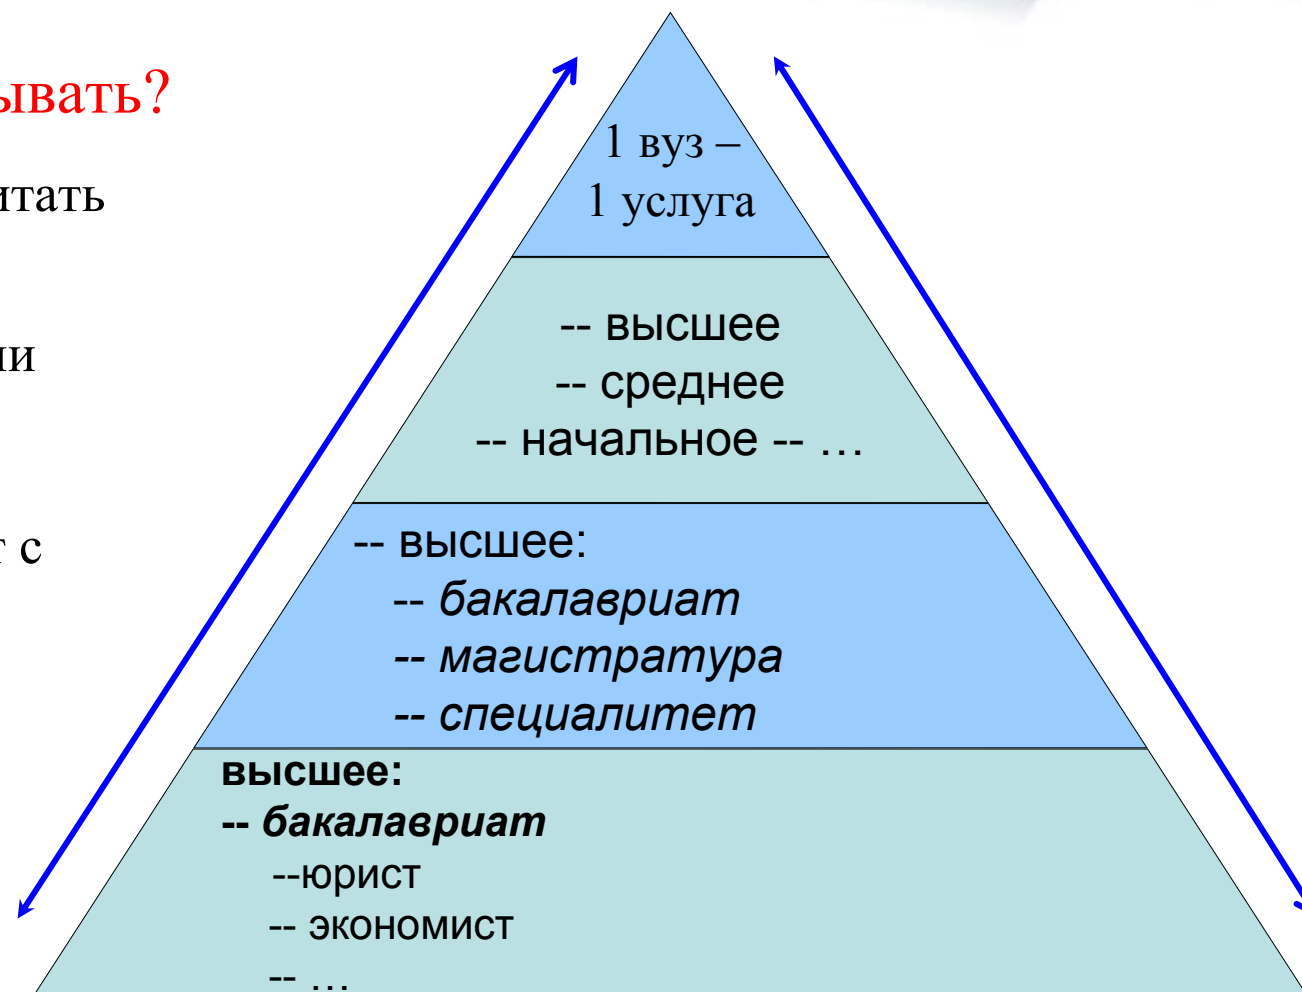 ывать?
итать
ии
т с
1 вуз –
1 услуга
-- высшее
-- среднее
-- начальное -- …
-- высшее:
-- бакалавриат
-- магистратура
-- специалитет
высшее:
-- бакалавриат
--юрист
-- экономист
-- …